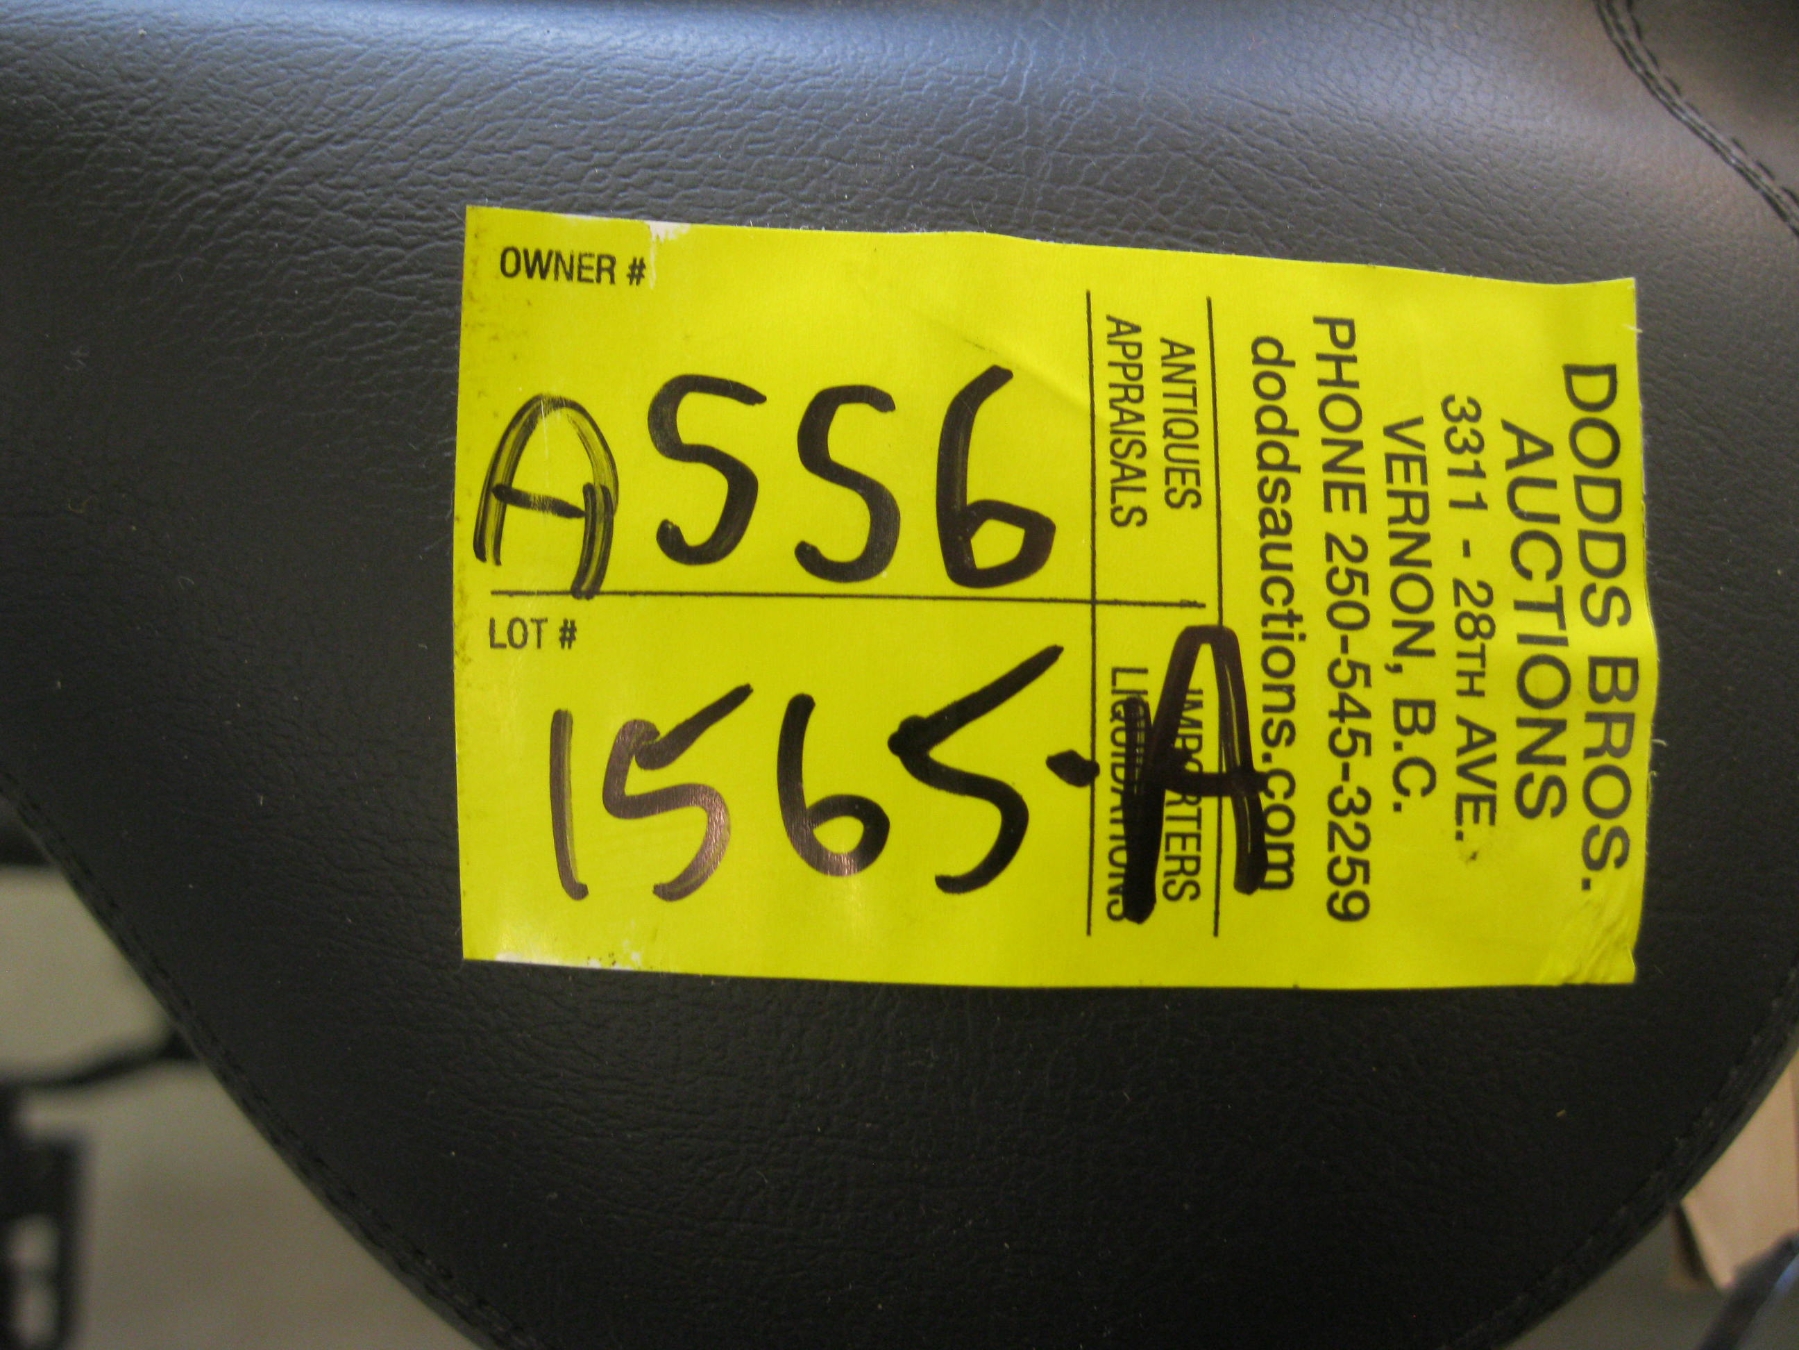 OWNER #
A556
LOT #
1565-A
DODDS BROS.
AUCTIONS
3311 - 28TH AVE.
VERNON, B.C.
PHONE 250-545-3259
doddsauctions.com
ANTIQUES IMPORTERS
APPRAISALS LIQUIDATIONS